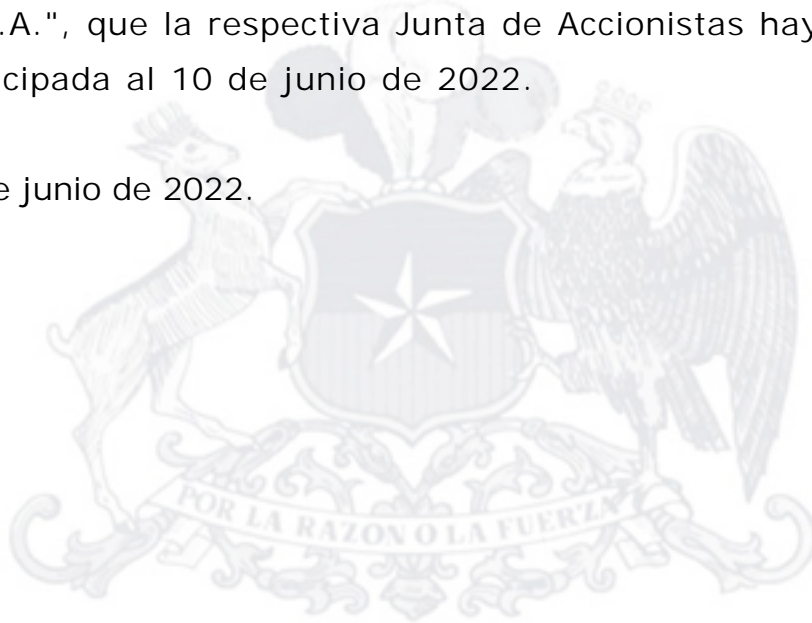 .A.", que la respectiva Junta de Accionistas hay
cipada al 10 de junio de 2022.
e junio de 2022.
POR LA RAZON O LA FUERZA